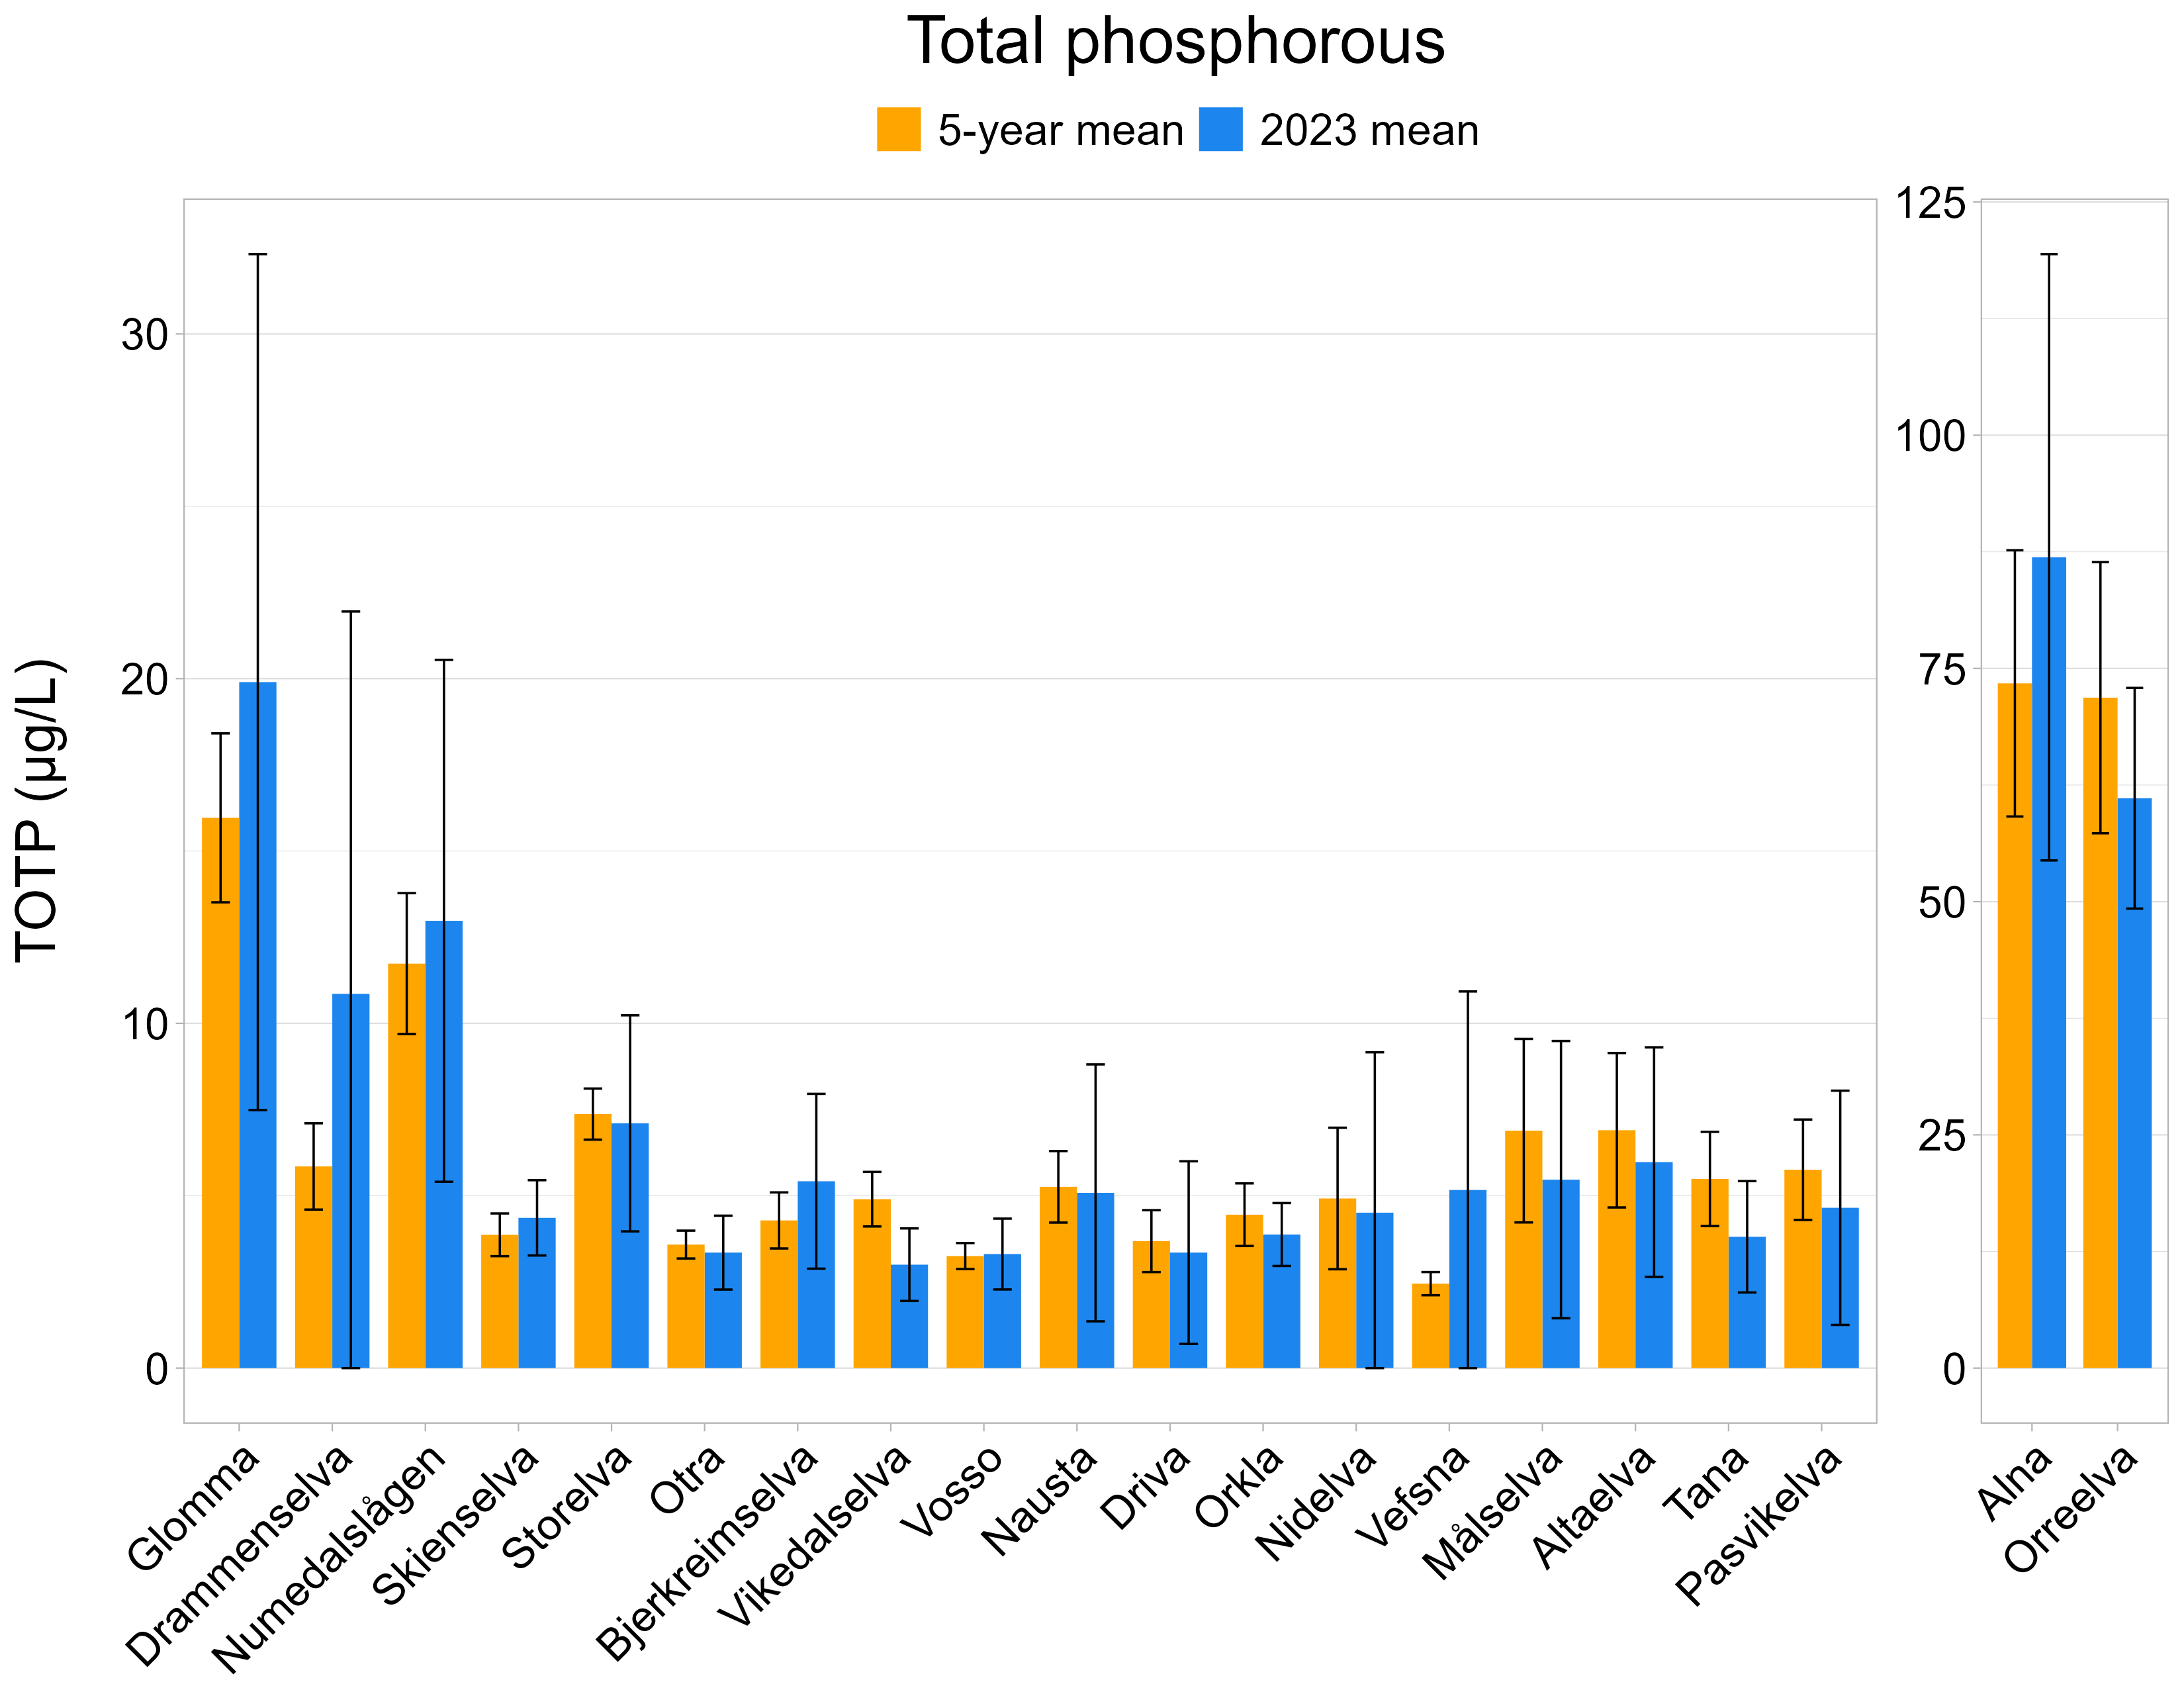 Total phosphorous
5-year mean 2023 mean
TOTP (µg/L)
30
20
10
0
125
100
75
50
25
0
Glomma
Drammenselva
Numedalslågen
Skienselva
Storelva
Otra
Bjerkreimselva
Vikedalselva
Vosso
Nausta
Driva
Orkla
Nidelva
Vefsna
Målselva
Altaelva
Tana
Pasvikelva
Alna
Orreelva